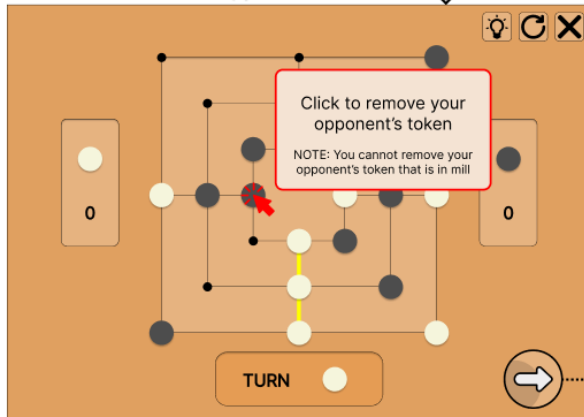 Click to remove your
opponent's token
NOTE: You cannot remove your
opponent's token that is in mill
0
0
TURN